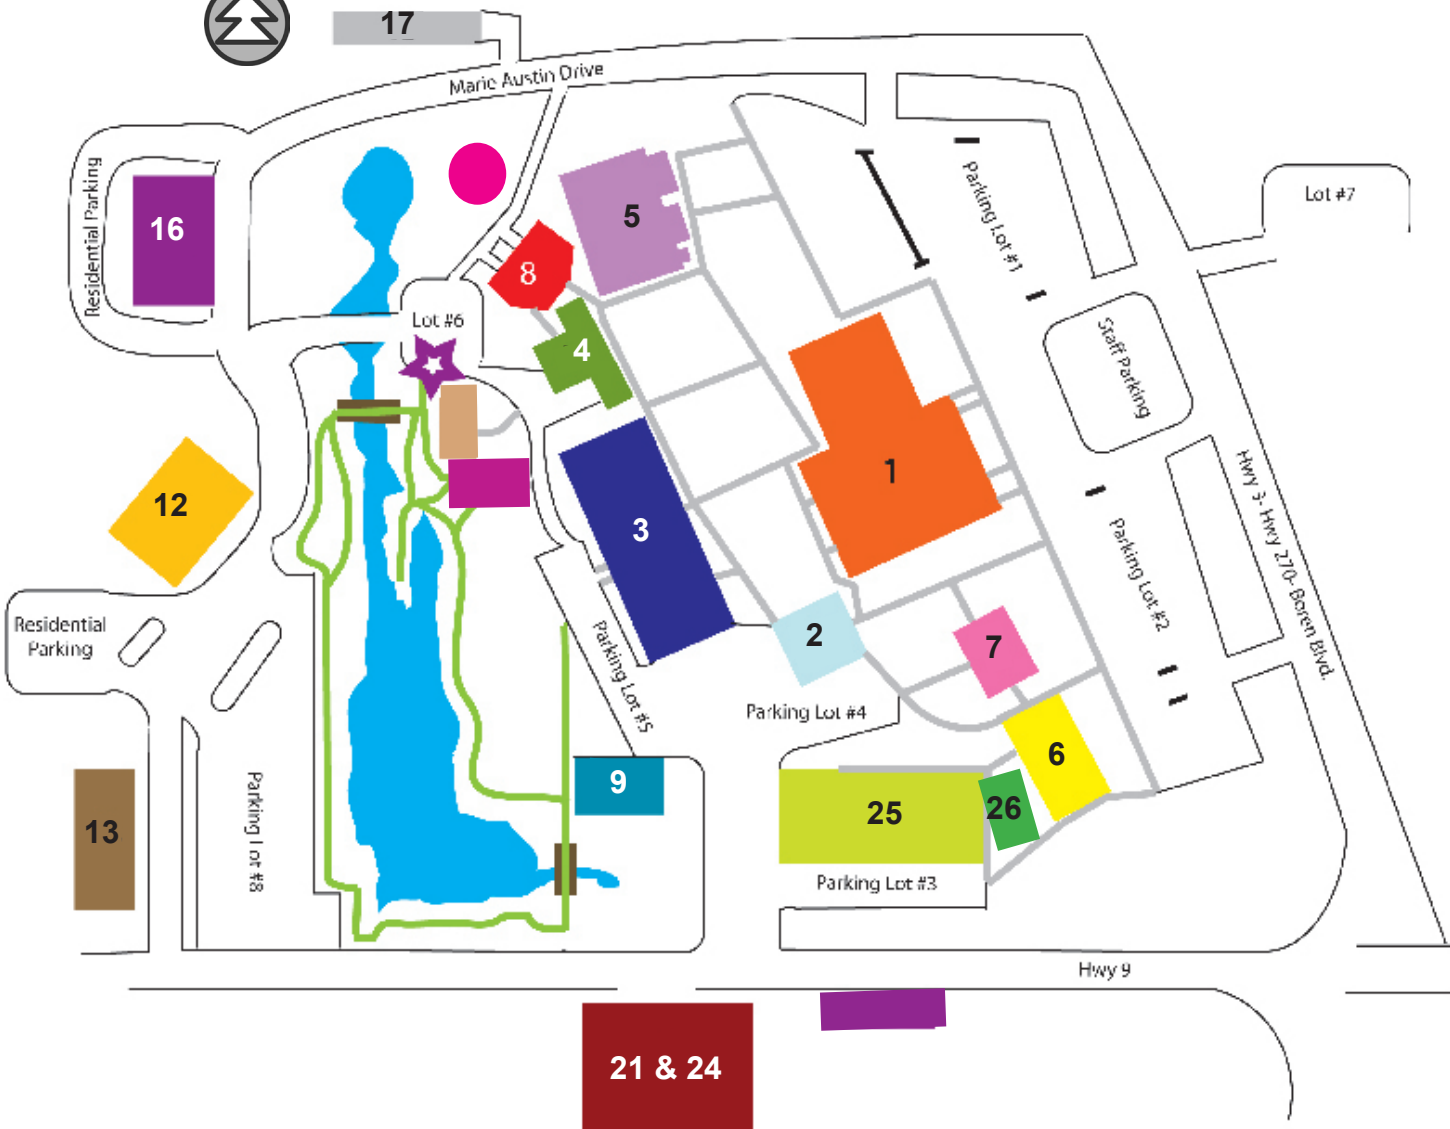 17
Marie Austin Drive
Residential Parking
16
5
Parking Lot #1
Lot #7
8
Lot #6
4
Staff Parking
1
12
3
Hwy 3- Hwy 270- Boren Blvd.
Parking Lot #2
Residential
Parking
2
7
Parking Lot #5
Parking Lot #4
6
9
25
26
13
Parking Lot #8
Parking Lot #3
Hwy 9
21 & 24